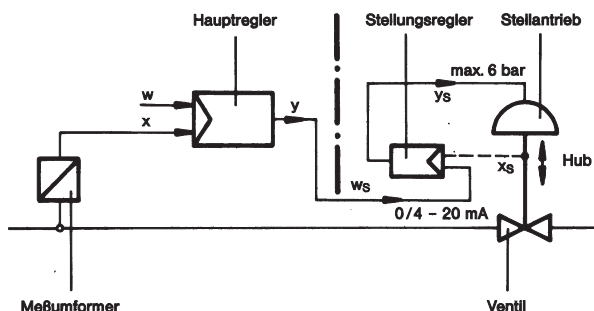 Hauptregler
Stellungsregler
Stellantrieb
max. 6 bar
w
y
yS
x
xS
Hub
wS
0/4 – 20 mA
Meßumformer
Ventil